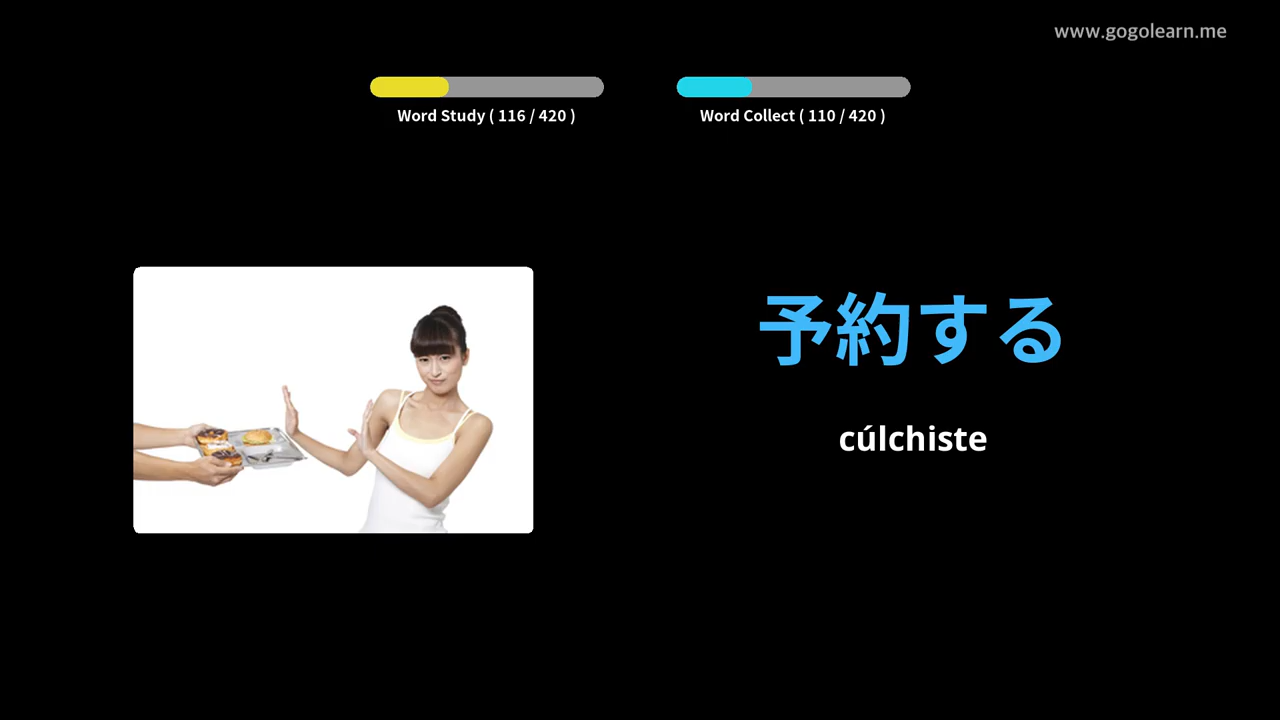 www.gogolearn.me
Word Study ( 116 / 420 )
Word Collect ( 110 / 420 )
予約する
cúlchiste